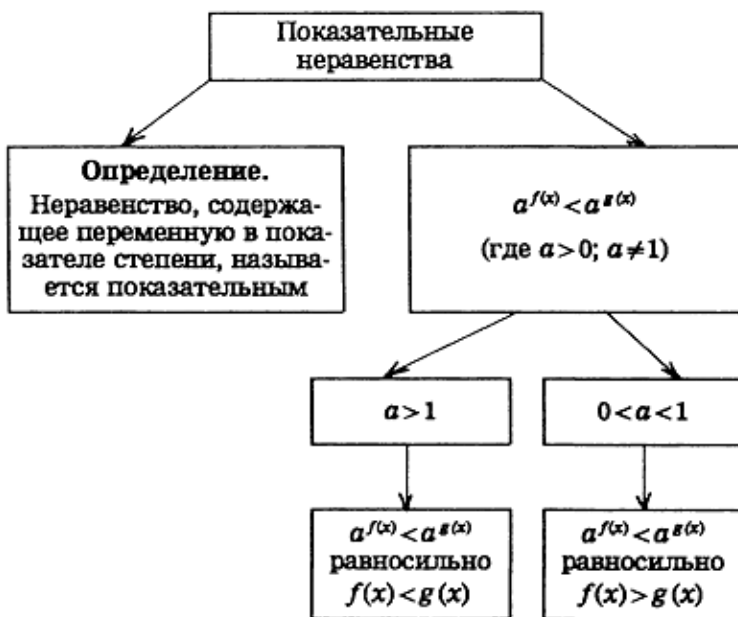 Показательные
неравенства
Определение.
Неравенство, содержа-
щее переменную в пока-
зателе степени, называ-
ется показательным
a^{f(x)}<a^{g(x)}
(где a>0; a≠1)
a>1
0<a<1
a^{f(x)}<a^{g(x)}
равносильно
f(x)<g(x)
a^{f(x)}<a^{g(x)}
равносильно
f(x)>g(x)